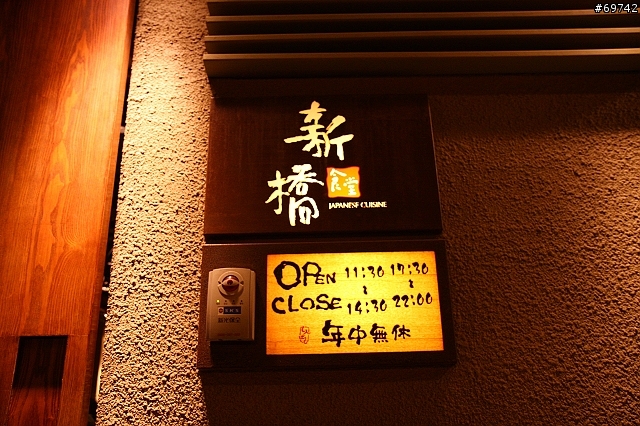 #69742
新橋
食堂
JAPANESE CUISINE
OPEN 11:30 17:30
CLOSE 14:30 22:00
年中無休